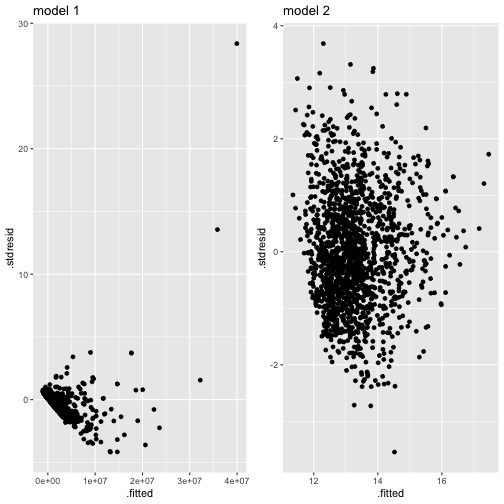 model 1
30
20
10
0
.stdresid
0e+00
1e+07
2e+07
3e+07
4e+07
.fitted
model 2
4
2
0
-2
.stdresid
12
14
16
.fitted